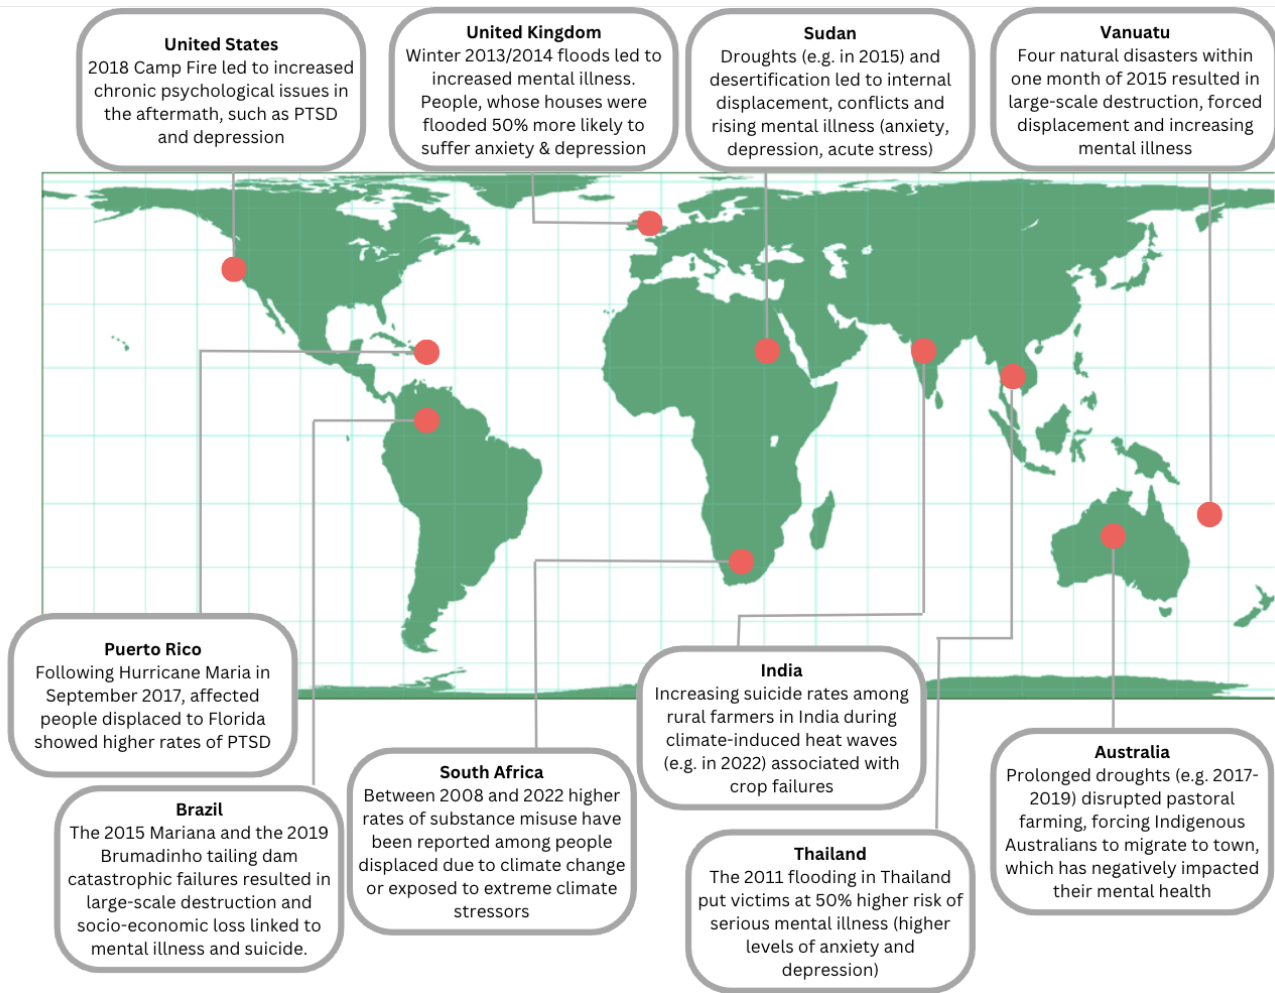 United States
2018 Camp Fire led to increased
chronic psychological issues in
the aftermath, such as PTSD
and depression
United Kingdom
Winter 2013/2014 floods led to
increased mental illness.
People, whose houses were
flooded 50% more likely to
suffer anxiety & depression
Sudan
Droughts (e.g. in 2015) and
desertification led to internal
displacement, conflicts and
rising mental illness (anxiety,
depression, acute stress)
Vanuatu
Four natural disasters within
one month of 2015 resulted in
large-scale destruction, forced
displacement and increasing
mental illness
Puerto Rico
Following Hurricane Maria in
September 2017, affected
people displaced to Florida
showed higher rates of PTSD
Brazil
The 2015 Mariana and the 2019
Brumadinho tailing dam
catastrophic failures resulted in
large-scale destruction and
socio-economic loss linked to
mental illness and suicide.
South Africa
Between 2008 and 2022 higher
rates of substance misuse have
been reported among people
displaced due to climate change
or exposed to extreme climate
stressors
India
Increasing suicide rates among
rural farmers in India during
climate-induced heat waves
(e.g. in 2022) associated with
crop failures
Thailand
The 2011 flooding in Thailand
put victims at 50% higher risk of
serious mental illness (higher
levels of anxiety and
depression)
Australia
Prolonged droughts (e.g. 2017-
2019) disrupted pastoral
farming, forcing Indigenous
Australians to migrate to town,
which has negatively impacted
their mental health